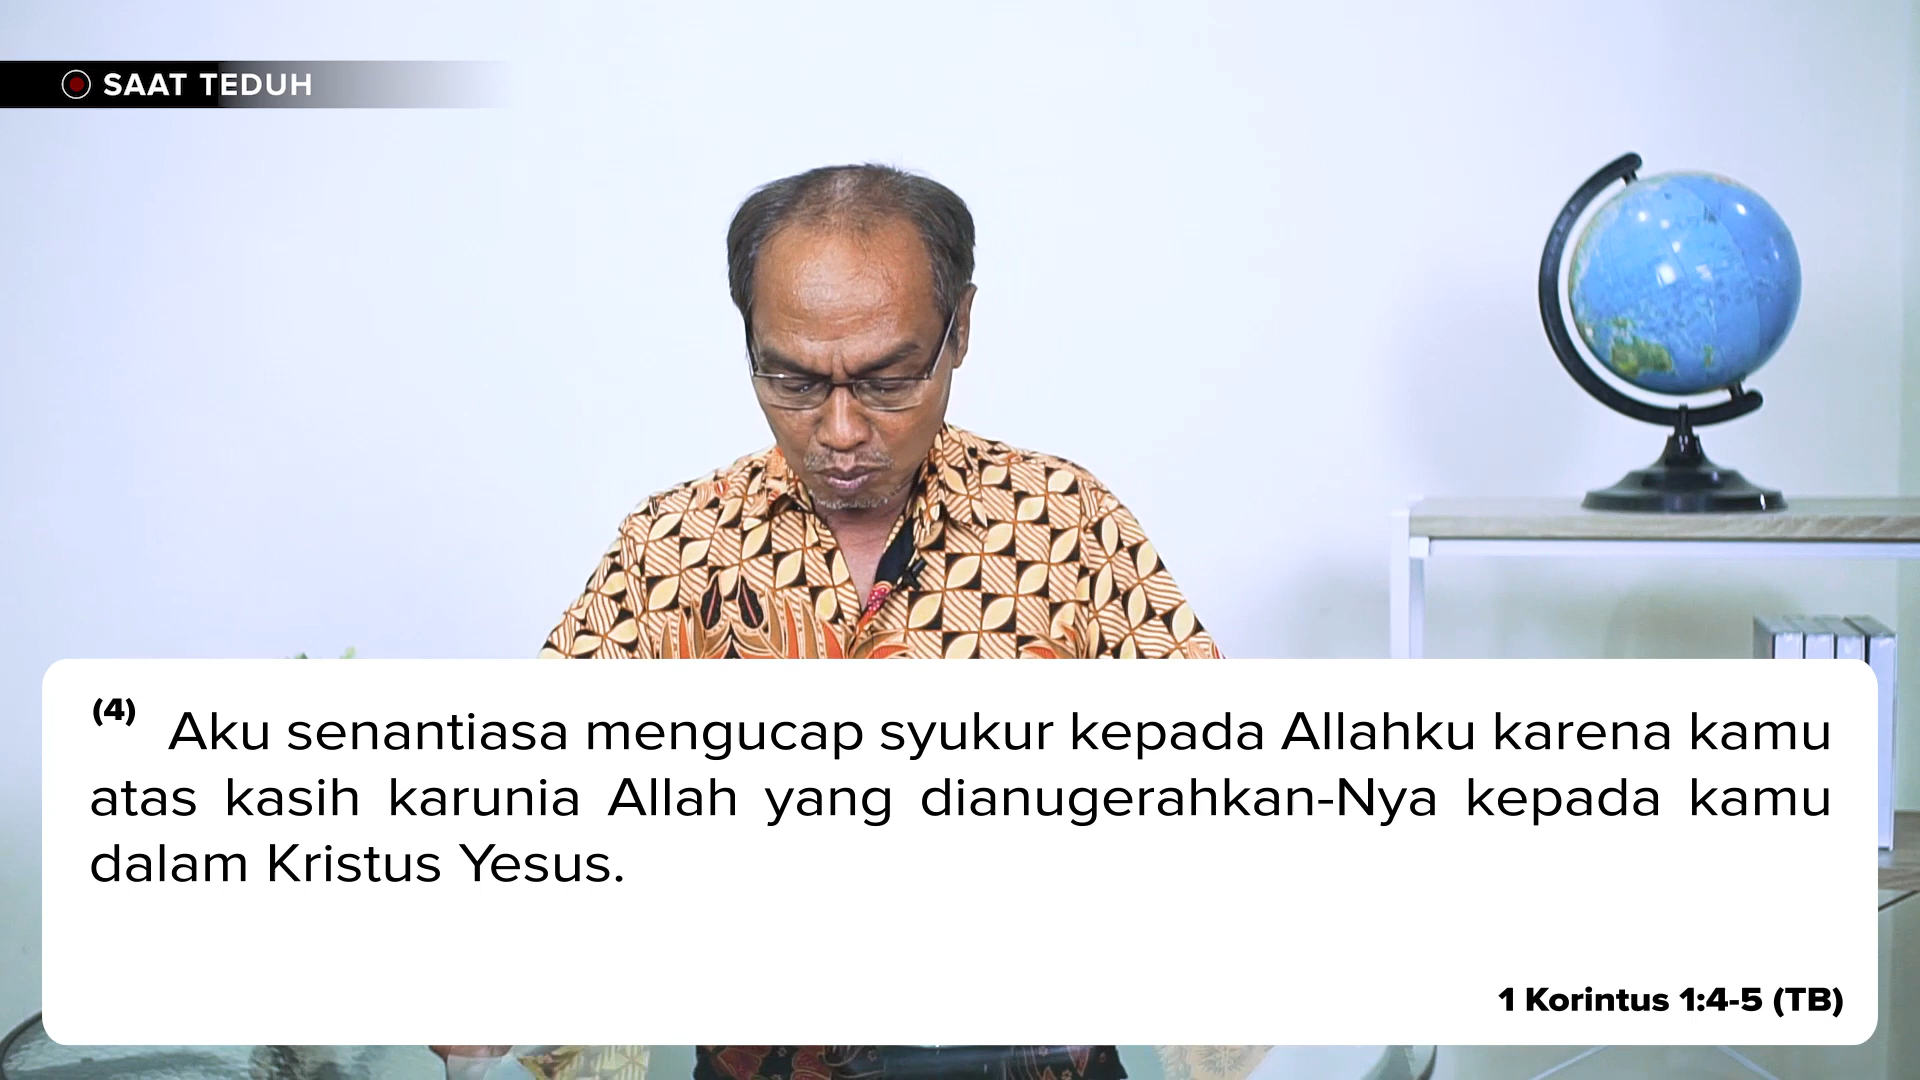 SAAT TEDUH
(4) Aku senantiasa mengucap syukur kepada Allahku karena kamu
atas kasih karunia Allah yang dianugerahkan-Nya kepada kamu
dalam Kristus Yesus.
1 Korintus 1:4-5 (TB)